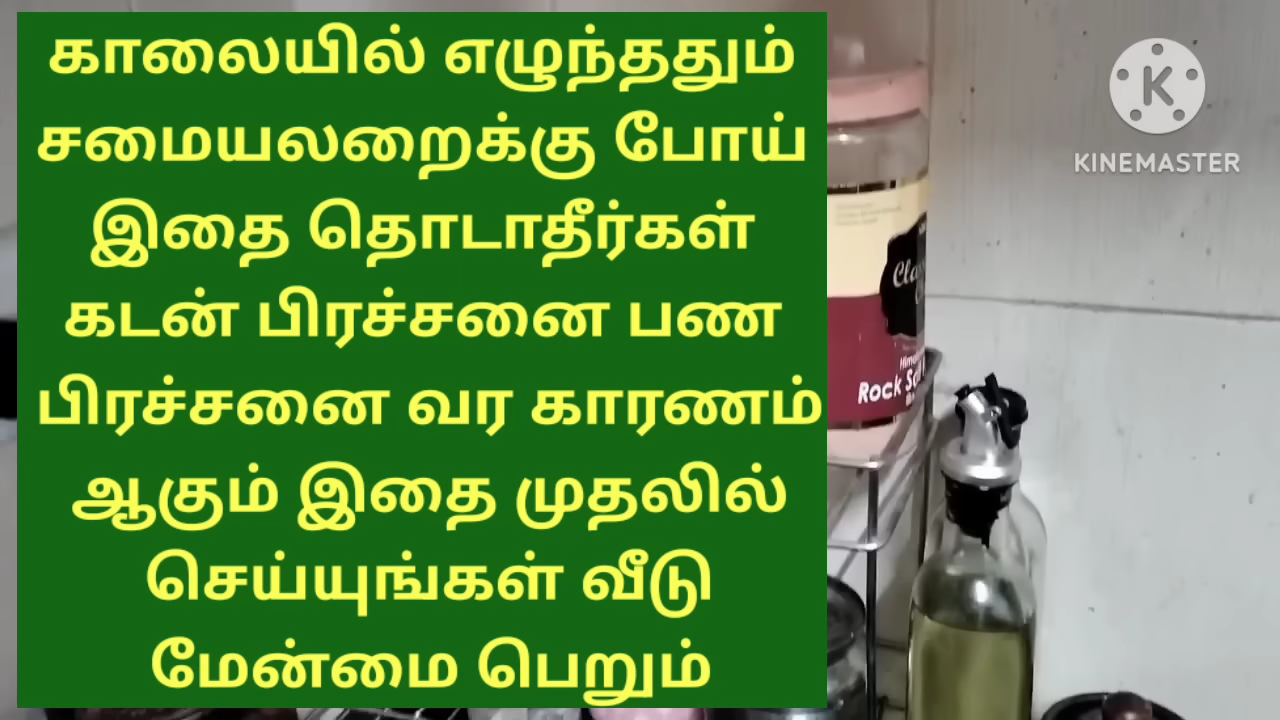 காலையில் எழுந்ததும்
சமையலறைக்கு போய்
இதை தொடாதீர்கள்
கடன் பிரச்சனை பண
பிரச்சனை வர காரணம்
ஆகும் இதை முதலில்
செய்யுங்கள் வீடு
மேன்மை பெறும்
K
KINEMASTER
Rock